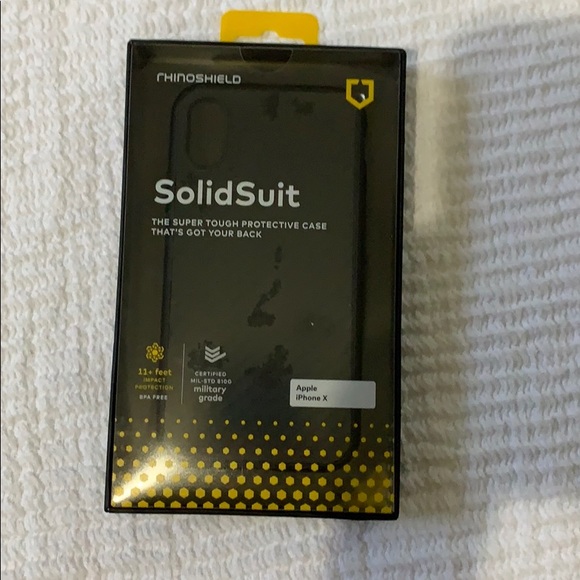 RHINOSHIELD
SolidSuit
THE SUPER TOUGH PROTECTIVE CASE
THAT'S GOT YOUR BACK
11+ feet
IMPACT
PROTECTION
BPA FREE
CERTIFIED
MIL-STD 810G
military
grade
Apple
iPhone X